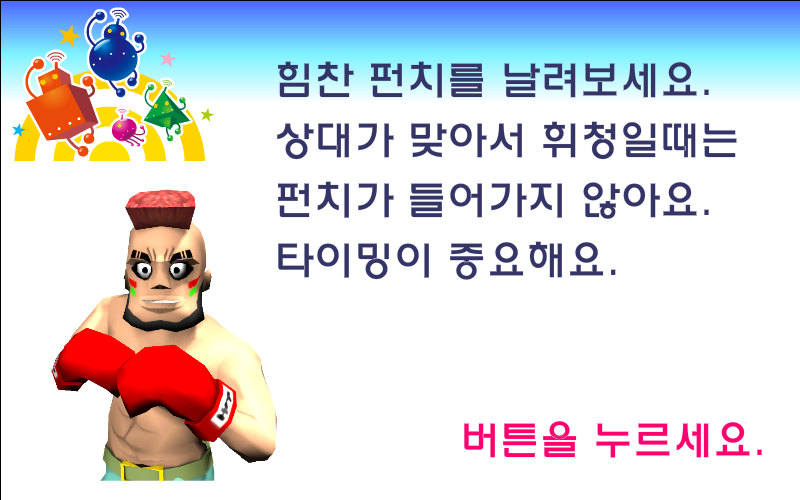 힘찬 펀치를 날려보세요.
상대가 맞아서 휘청일때는
펀치가 들어가지 않아요.
타이밍이 중요해요.
버튼을 누르세요.